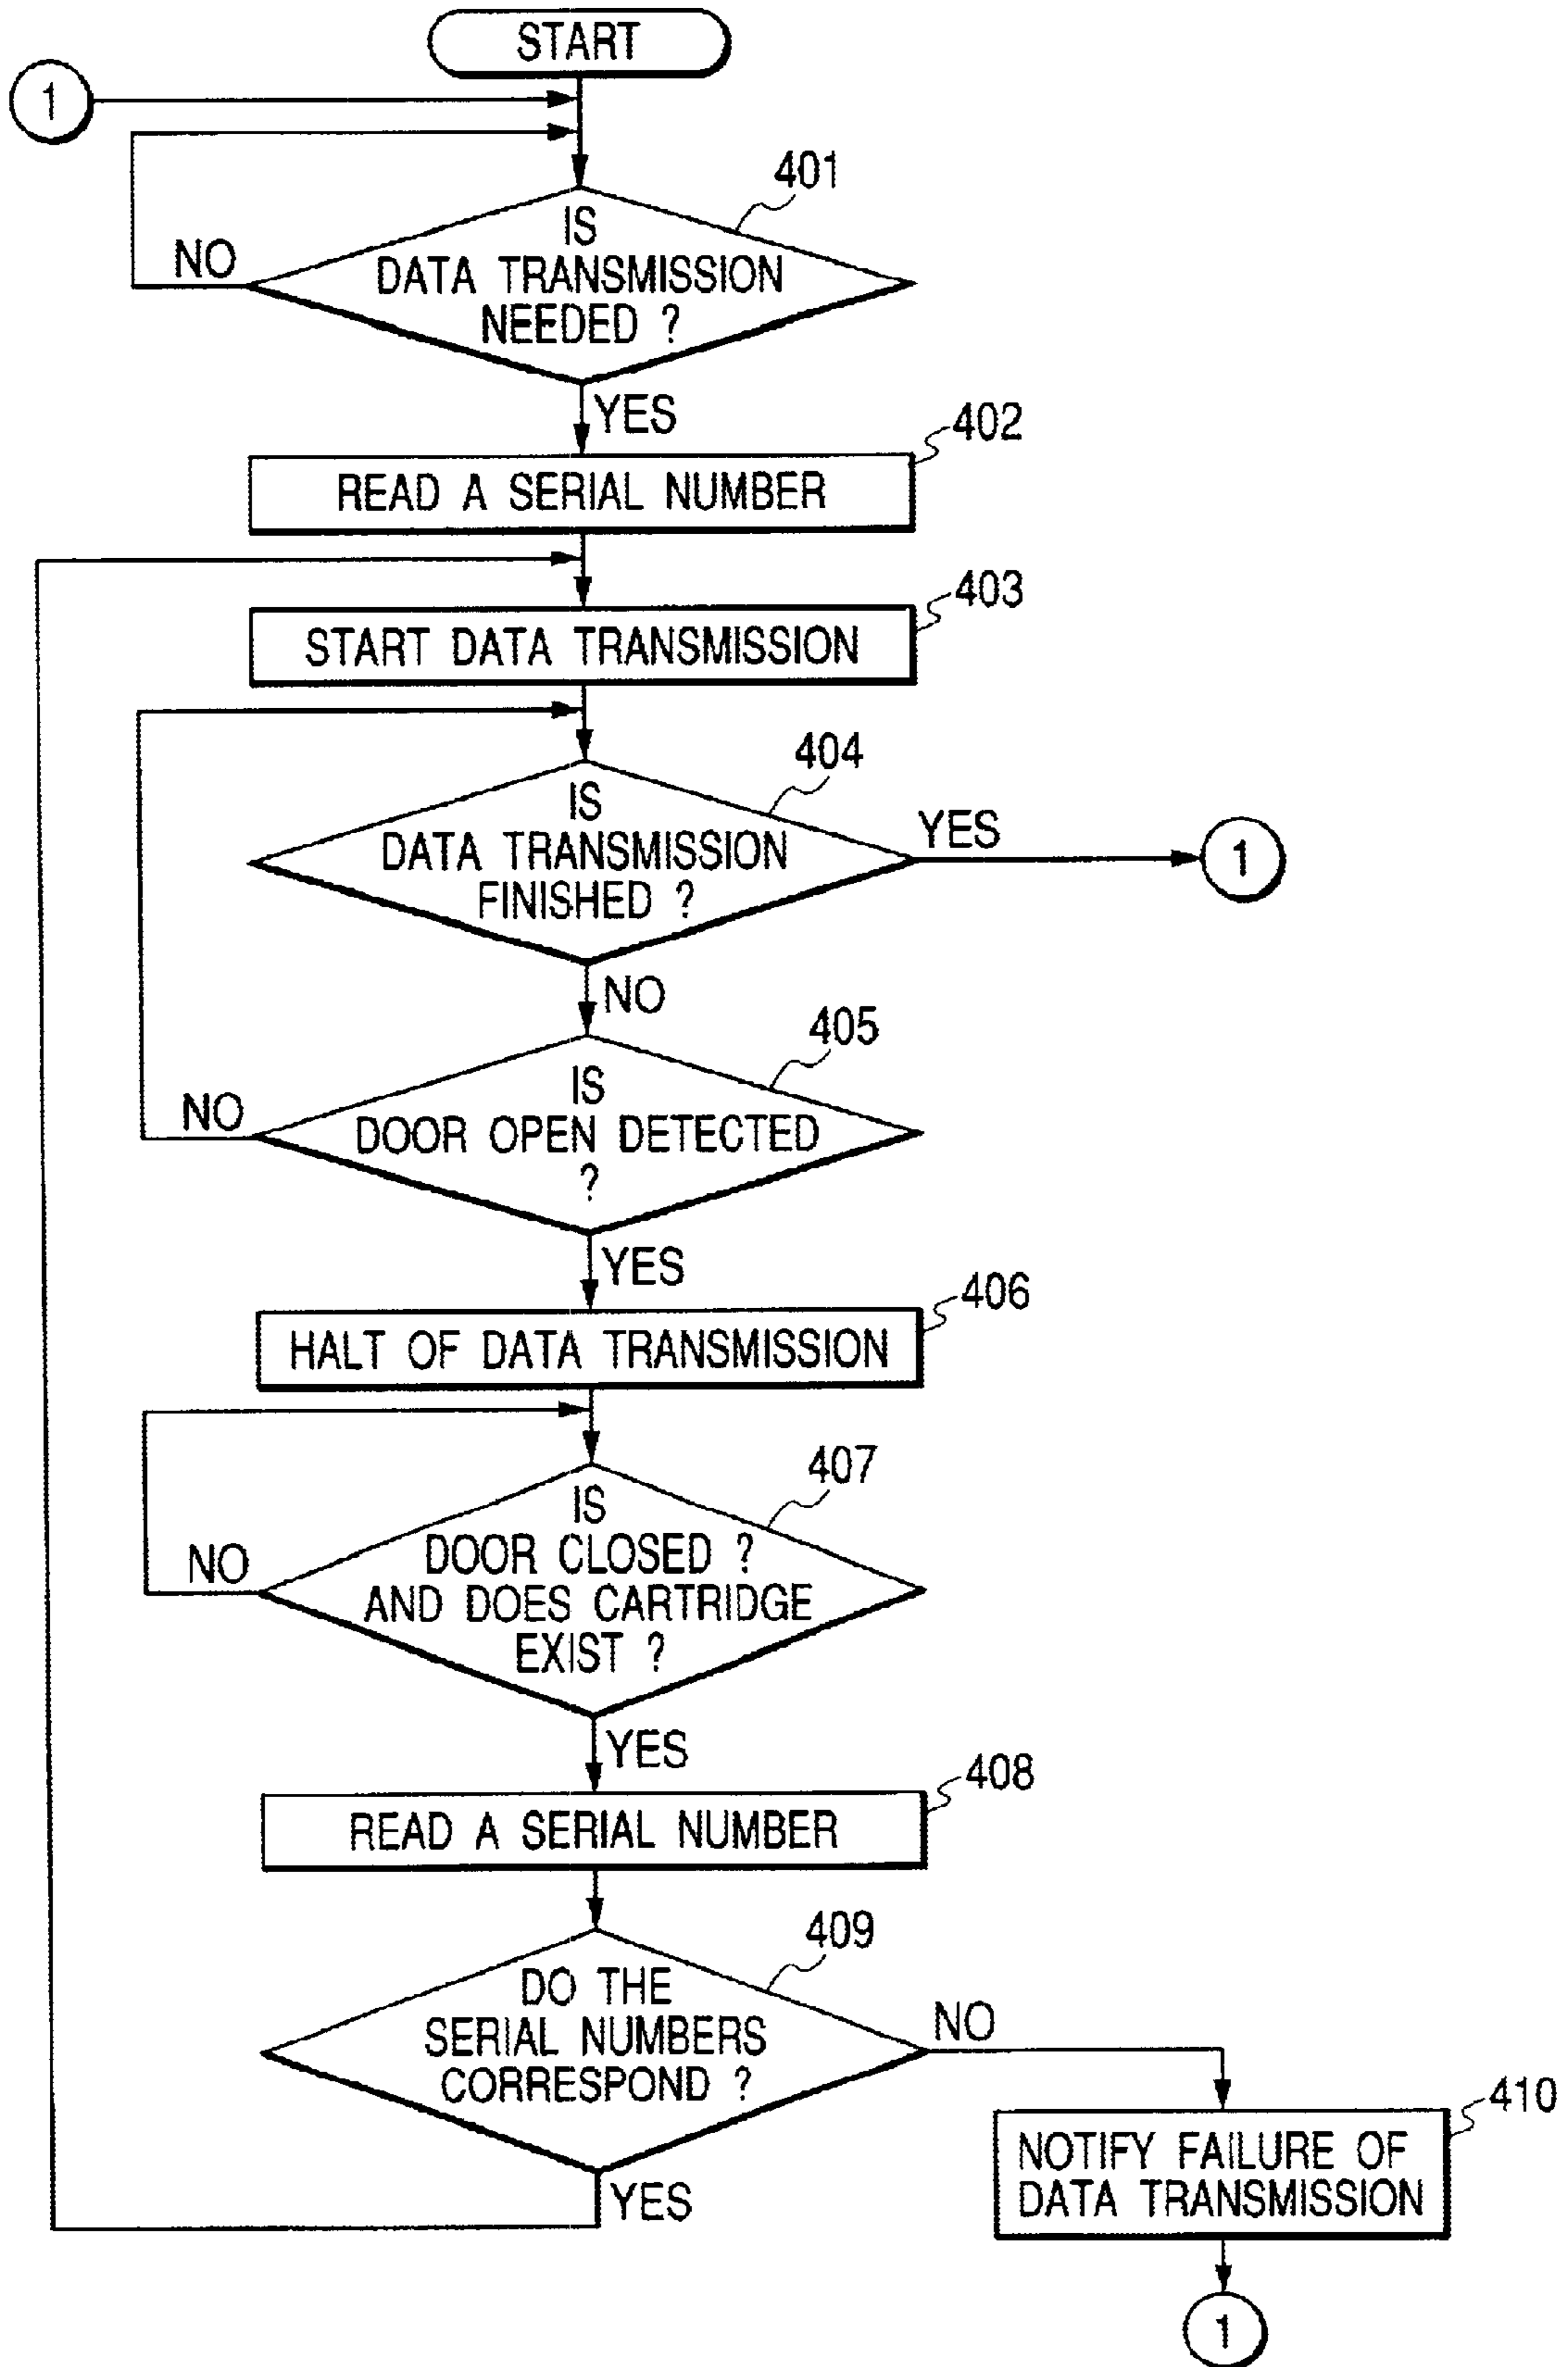 START
1
401
IS
NO
DATA TRANSMISSION
NEEDED ?
YES
402
READ A SERIAL NUMBER
403
START DATA TRANSMISSION
404
IS
YES
DATA TRANSMISSION
1
FINISHED ?
NO
405
IS
NO
DOOR OPEN DETECTED
?
YES
406
HALT OF DATA TRANSMISSION
407
IS
DOOR CLOSED ?
NO
AND DOES CARTRIDGE
EXIST ?
YES
408
READ A SERIAL NUMBER
409
DO THE
NO
SERIAL NUMBERS
CORRESPOND ?
410
NOTIFY FAILURE OF
DATA TRANSMISSION
YES
1